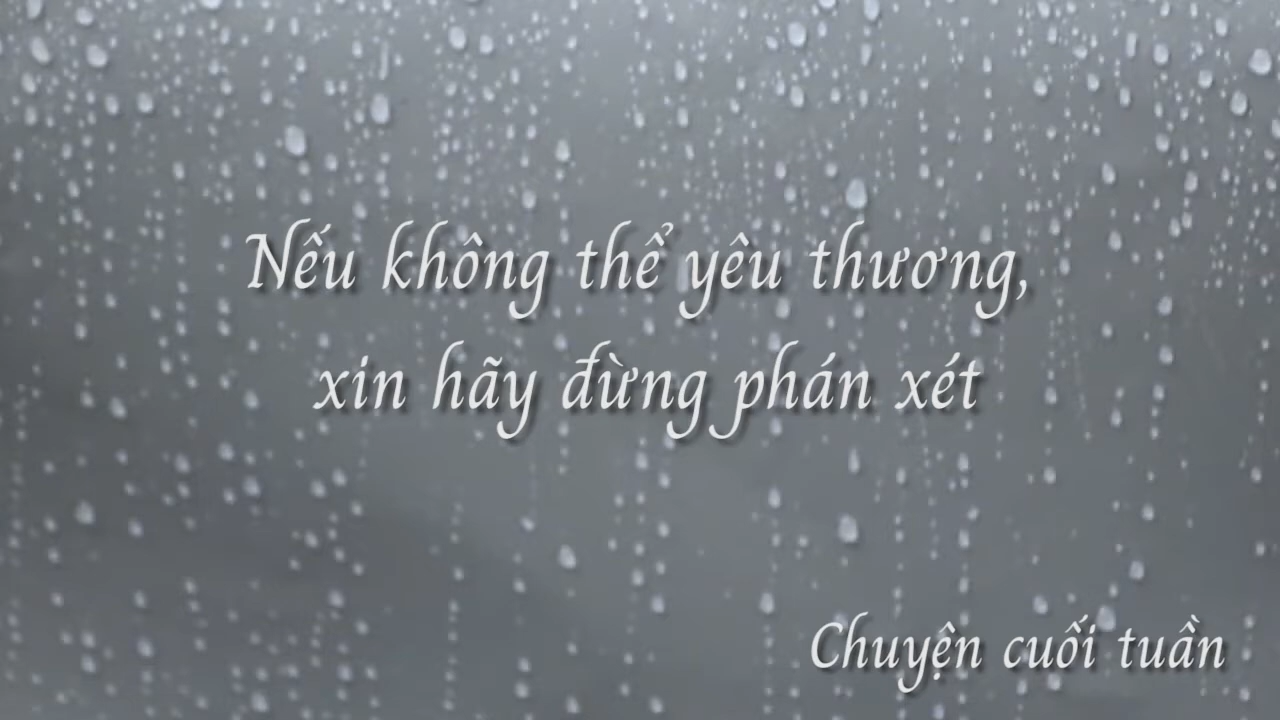 Nếu không thể yêu thương,
xin hãy đừng phán xét
Chuyện cuối tuần